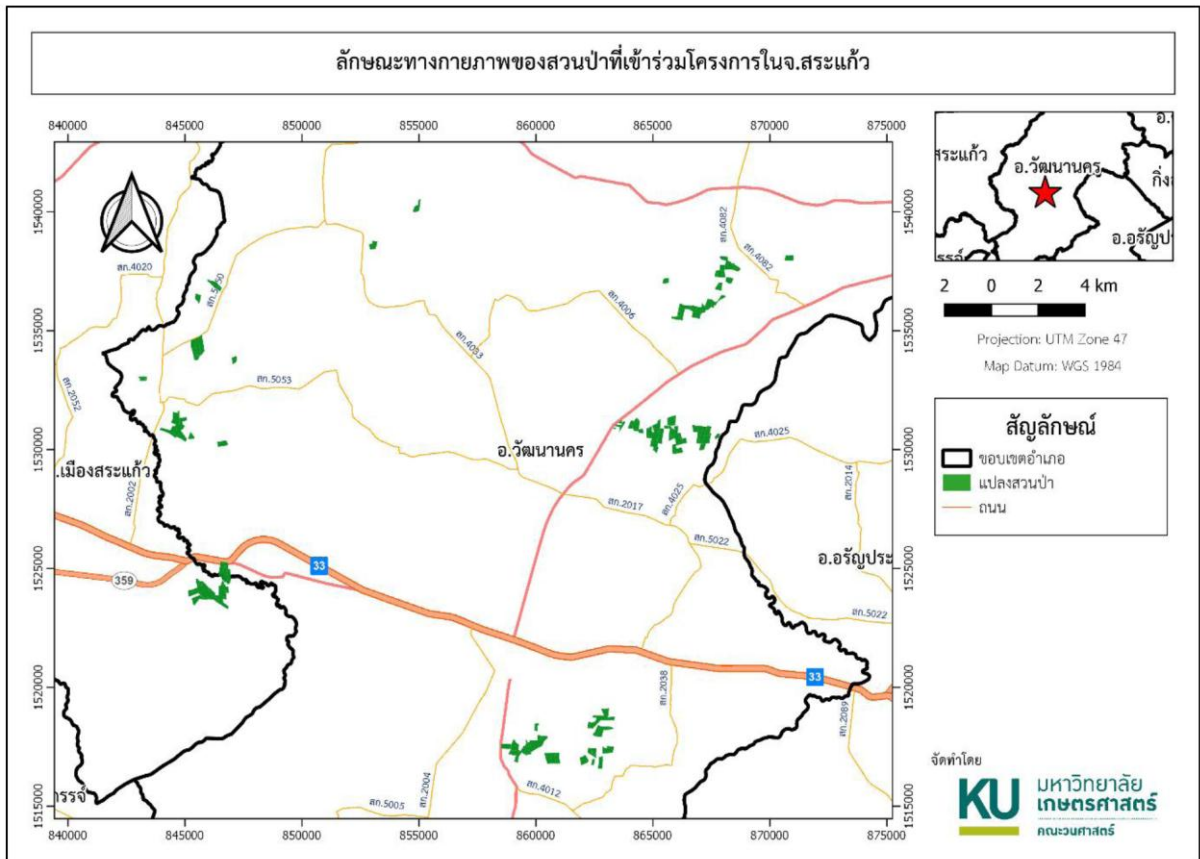 ลักษณะทางกายภาพของสวนป่าที่เข้าร่วมโครงการในจ.สระแก้ว
840000 845000 850000 855000 860000 865000 870000 875000
1540000
1535000
1530000
1525000
1520000
1515000
สก.4020
สก.2052
สก.5053
สก.4006
สก.4082
สก.4082
สก.4025
สก.2014
อ.วัฒนานคร
.เมืองสระแก้ว
สก.2002
สก.2017
สก.4025
สก.5022
อ.อรัญประ
สก.5022
33
359
33
สก.2038
สก.2089
สก.2004
สก.4012
สก.5005
1540000
1535000
1530000
1525000
1520000
1515000
840000 845000 850000 855000 860000 865000 870000 875000
สระแก้ว
อ.วัฒนานคร
อ.อรัญปร
2 0 2 4 km
Projection: UTM Zone 47
Map Datum: WGS 1984
สัญลักษณ์
ขอบเขตอำเภอ
แปลงสวนป่า
ถนน
จัดทำโดย
KU
มหาวิทยาลัย
เกษตรศาสตร์
คณะวนศาสตร์